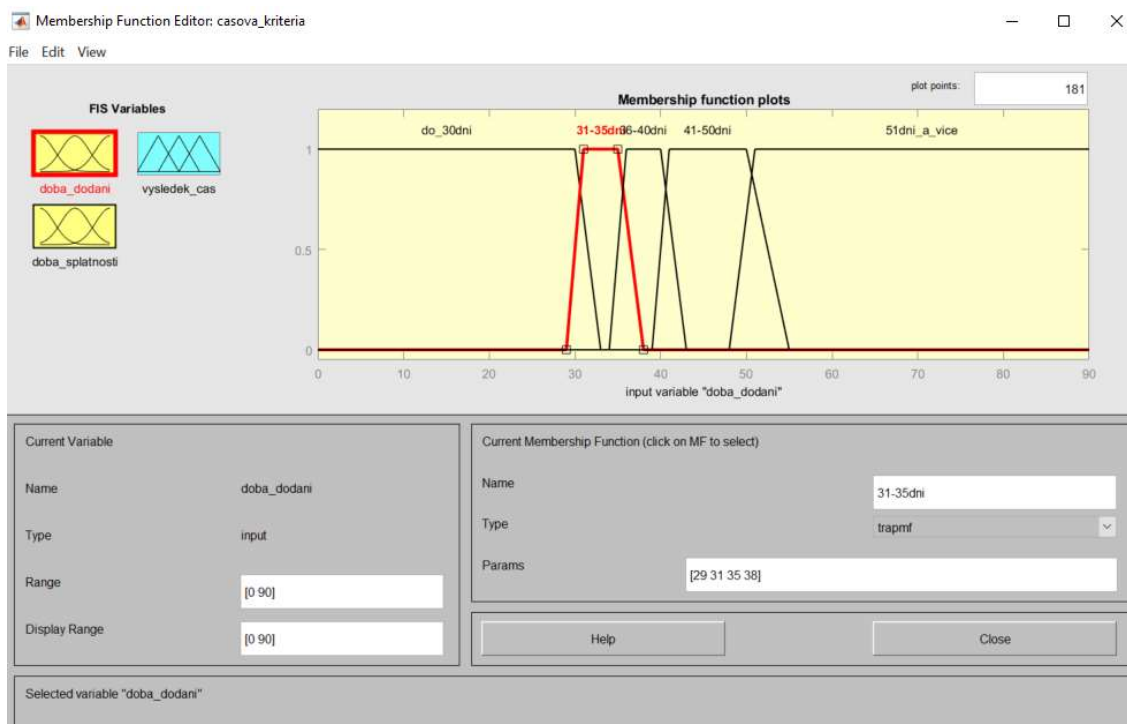 Membership Function Editor: casova_kriteria
File Edit View
FIS Variables
doba_dodani
vysledek_cas
doba_splatnosti
plot points:
181
Membership function plots
do_30dni
31-35dni
36-40dni
41-50dni
51dni_a_vice
1
0.5
0
0 10 20 30 40 50 60 70 80 90
input variable "doba_dodani"
Current Variable
Name doba_dodani
Type input
Range [0 90]
Display Range [0 90]
Current Membership Function (click on MF to select)
Name 31-35dni
Type trapmf
Params [29 31 35 38]
Help
Close
Selected variable "doba_dodani"